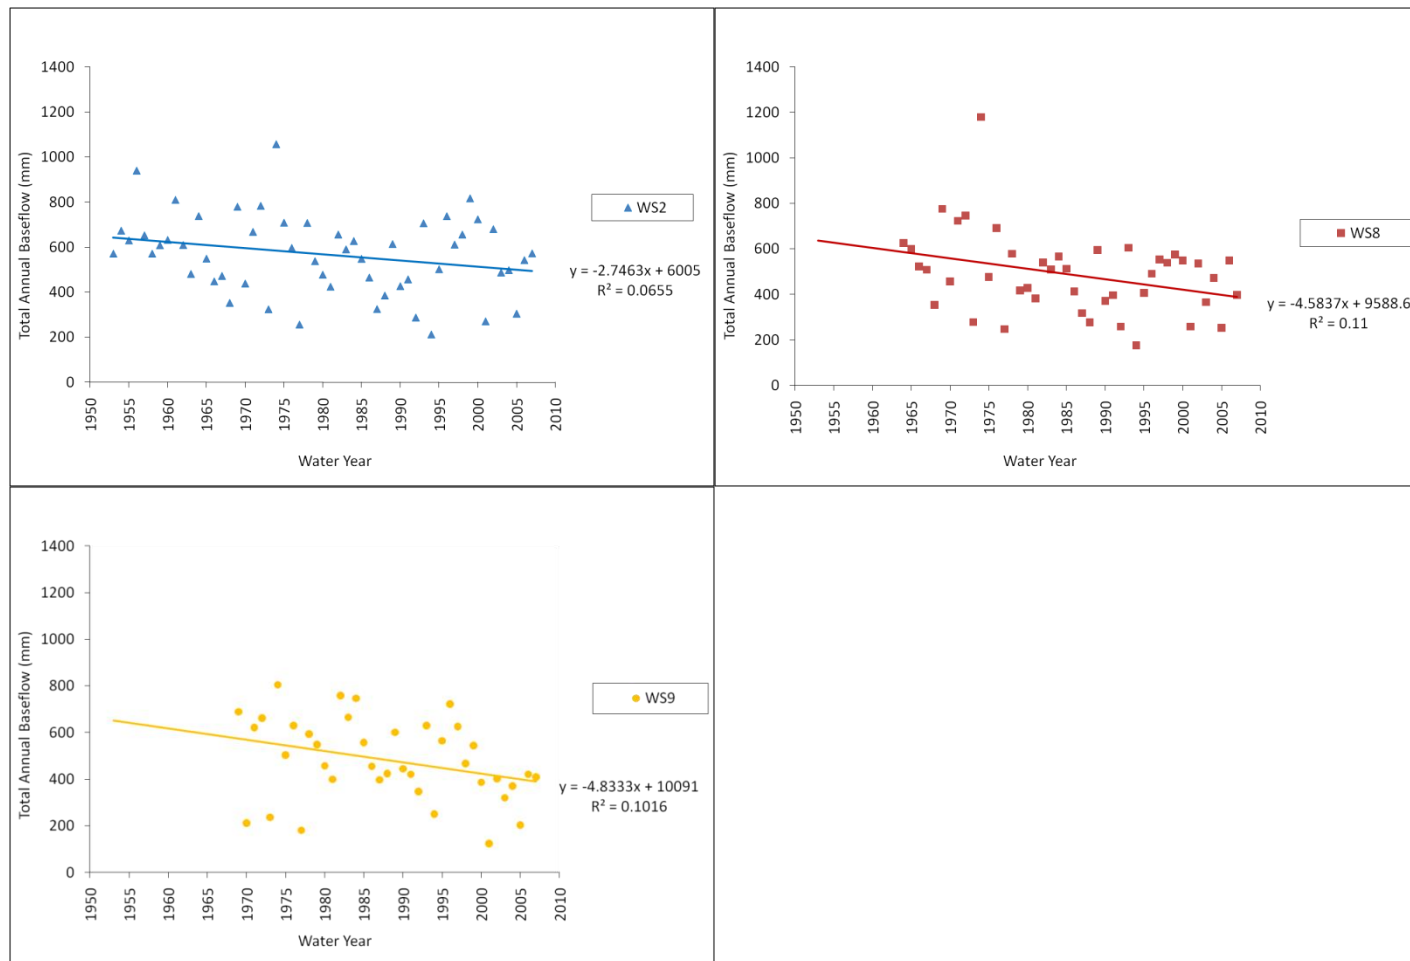 1400
1200
1000
800
600
400
200
0
Total Annual Baseflow (mm)
1950 1955 1960 1965 1970 1975 1980 1985 1990 1995 2000 2005 2010
Water Year
WS2
y = -2.7463x + 6005
R² = 0.0655
1400
1200
1000
800
600
400
200
0
Total Annual Baseflow (mm)
1950 1955 1960 1965 1970 1975 1980 1985 1990 1995 2000 2005 2010
Water Year
WS8
y = -4.5837x + 9588.6
R² = 0.11
1400
1200
1000
800
600
400
200
0
Total Annual Baseflow (mm)
1950 1955 1960 1965 1970 1975 1980 1985 1990 1995 2000 2005 2010
Water Year
WS9
y = -4.8333x + 10091
R² = 0.1016